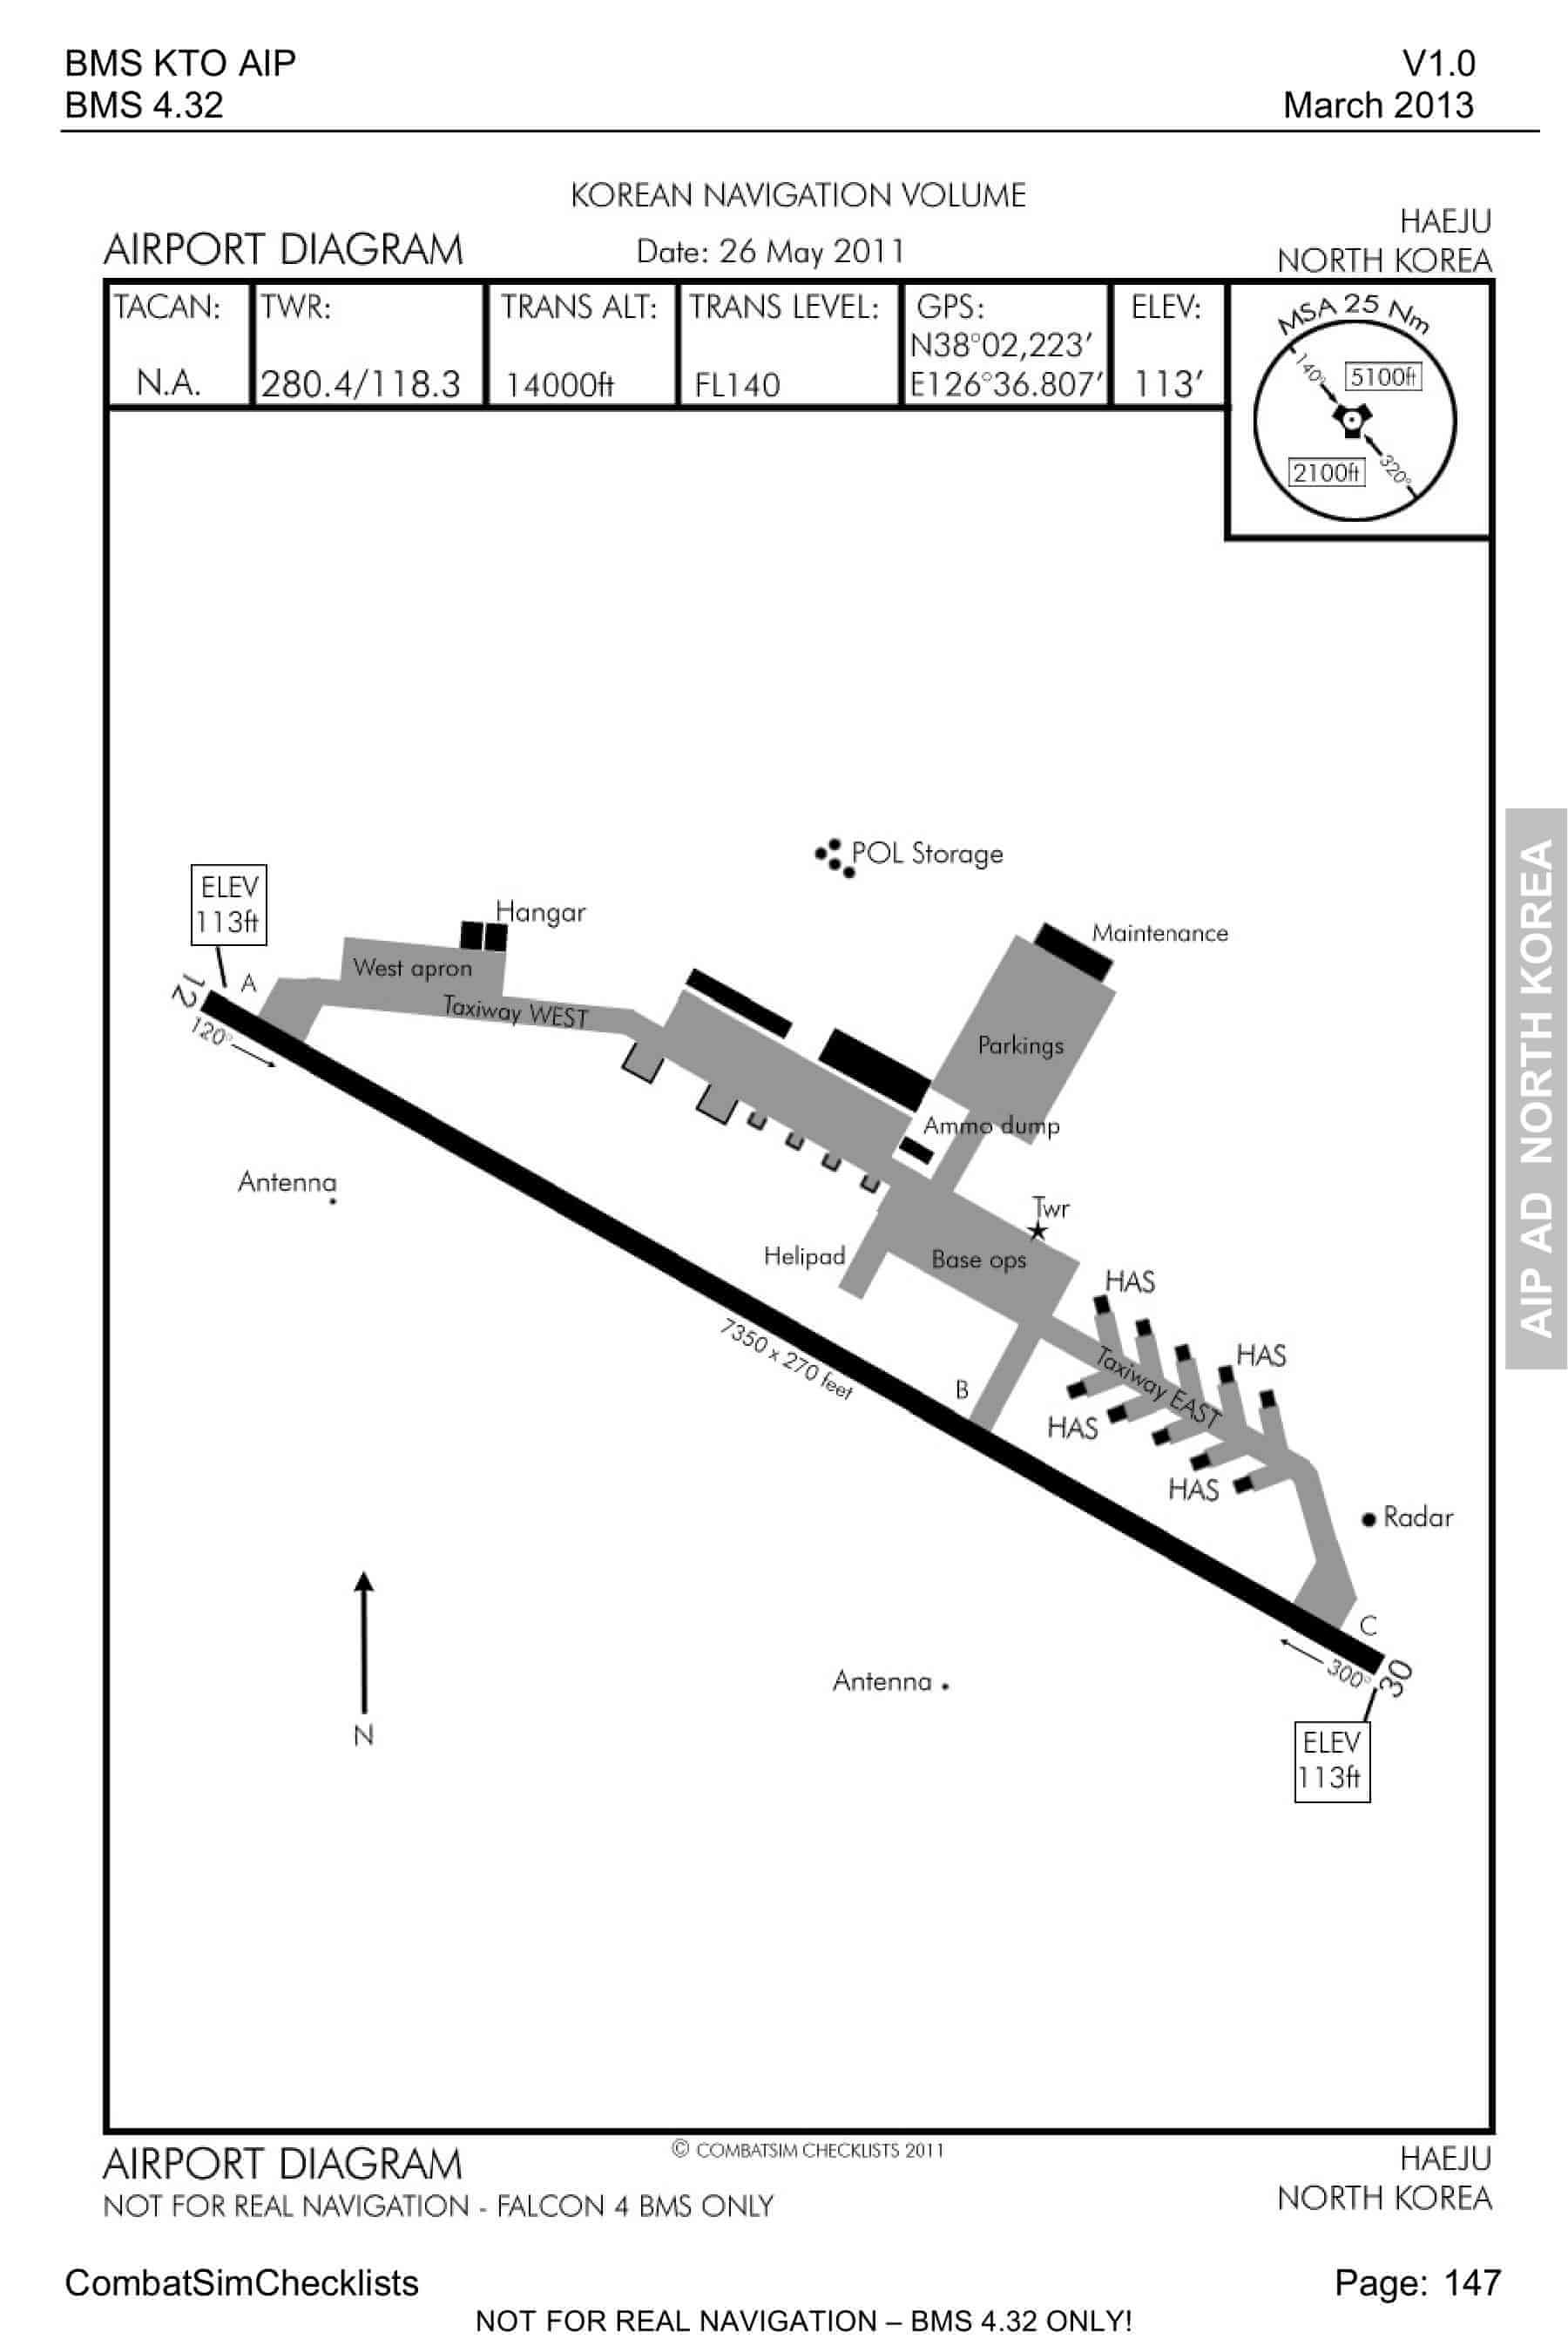 BMS KTO AIP
V1.0
BMS 4.32
March 2013
KOREAN NAVIGATION VOLUME
HAEJU
AIRPORT DIAGRAM
Date: 26 May 2011
NORTH KOREA
TACAN:
N.A.
TWR:
280.4/118.3
TRANS ALT:
14000ft
TRANS LEVEL:
FL140
GPS:
N38°02,223′
E126°36.807′
ELEV:
113′
MSA 25 Nm
140°
5100ft
2100ft
320°
AIP AD NORTH KOREA
POL Storage
ELEV
113ft
Hangar
Maintenance
West apron
A
12
Taxiway WEST
120°
Parkings
Ammo dump
Antenna
Twr
Helipad
Base ops
HAS
7350 x 270 feet
Taxiway EAST
HAS
B
HAS
HAS
Radar
C
300°
30
Antenna
N
ELEV
113ft
AIRPORT DIAGRAM
© COMBATSIM CHECKLISTS 2011
HAEJU
NOT FOR REAL NAVIGATION - FALCON 4 BMS ONLY
NORTH KOREA
CombatSimChecklists
Page: 147
NOT FOR REAL NAVIGATION – BMS 4.32 ONLY!